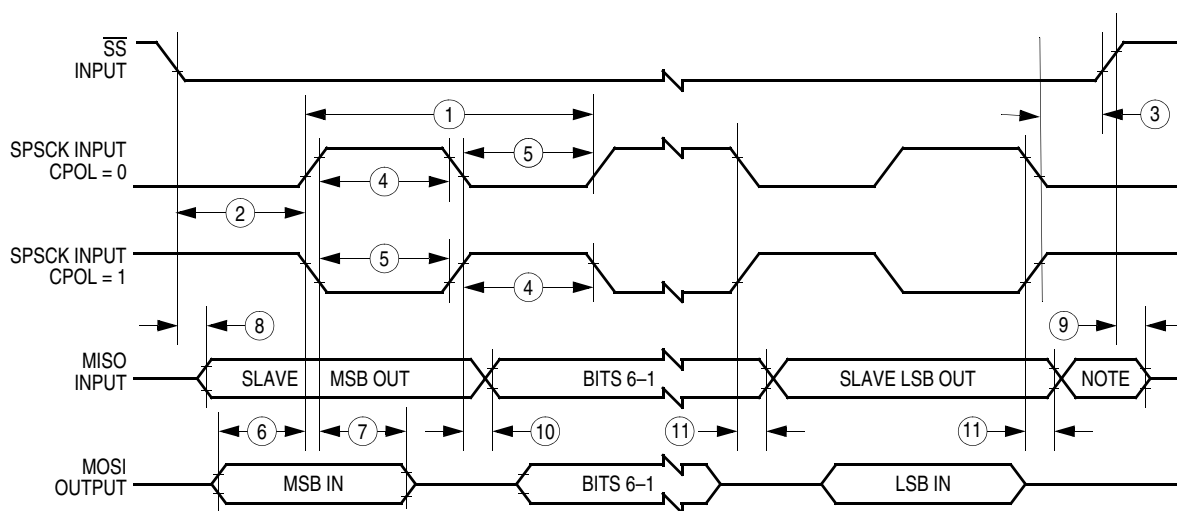 SS
INPUT
1
3
SPSCK INPUT
CPOL = 0
5
4
2
SPSCK INPUT
CPOL = 1
5
4
8
9
MISO
INPUT
SLAVE
MSB OUT
BITS 6–1
SLAVE LSB OUT
NOTE
6
7
10
11
11
MOSI
OUTPUT
MSB IN
BITS 6–1
LSB IN